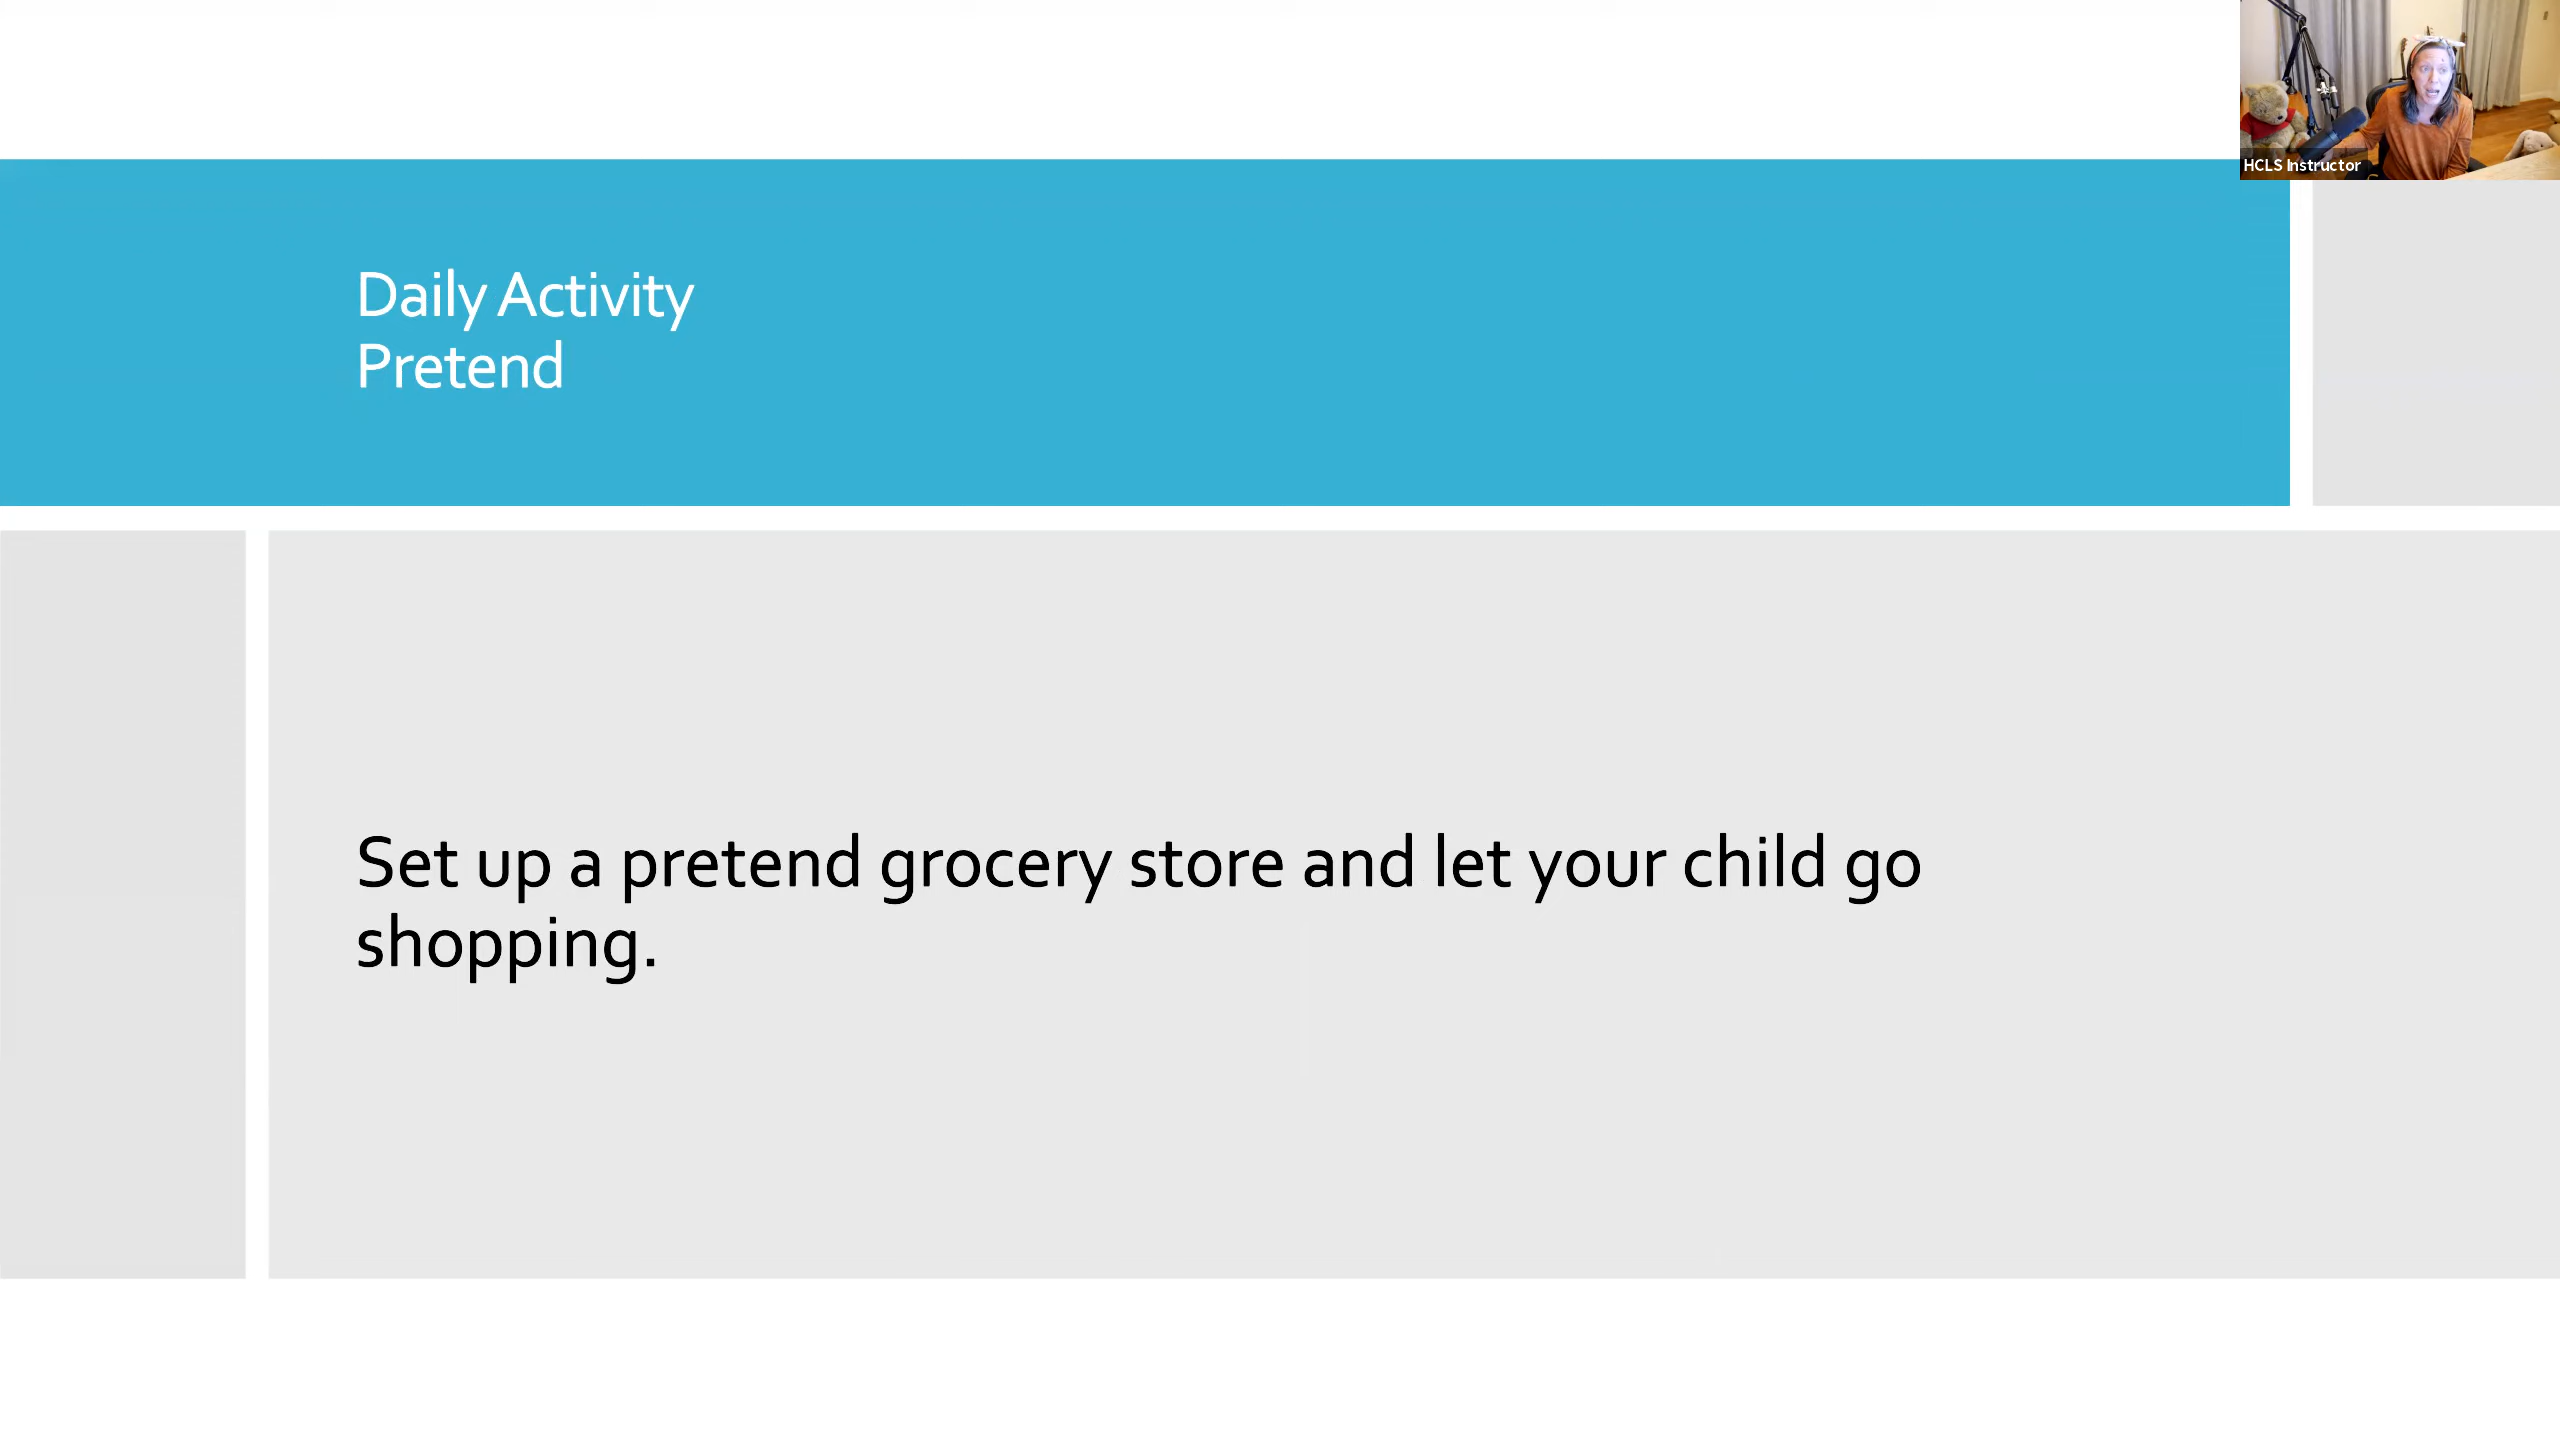 HCLS Instructor
Daily Activity
Pretend
Set up a pretend grocery store and let your child go
shopping.